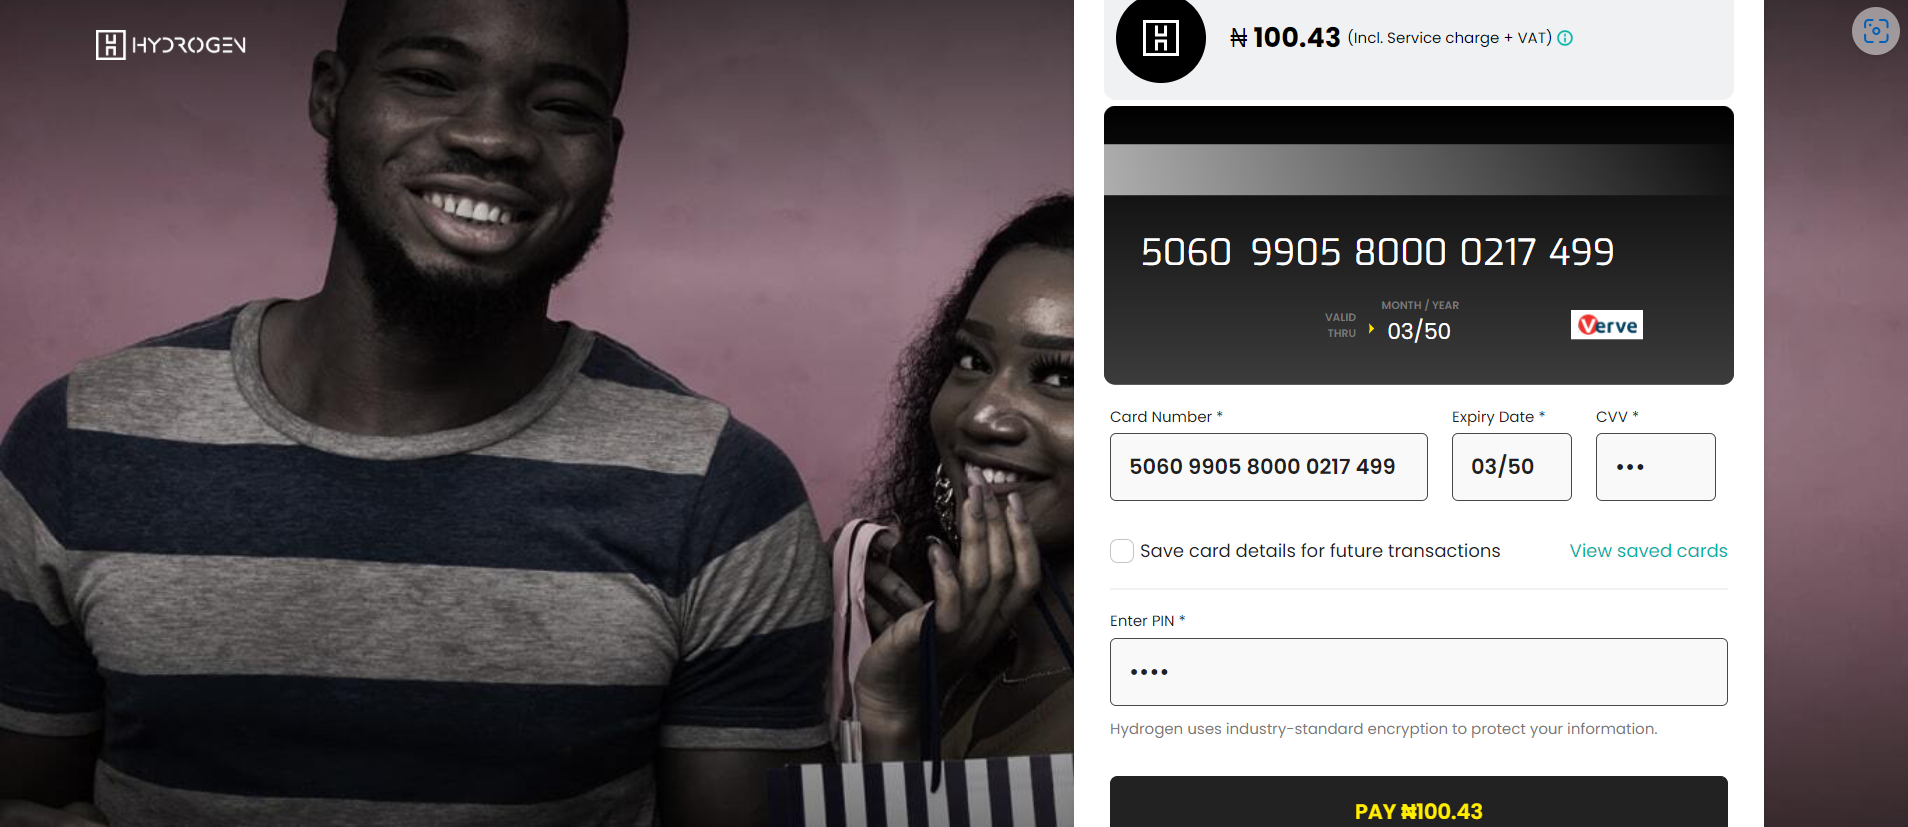 HYDROGEN
₦ 100.43 (Incl. Service charge + VAT)
5060 9905 8000 0217 499
MONTH / YEAR
VALID THRU 03/50
Verve
Card Number * Expiry Date * CVV *
5060 9905 8000 0217 499 03/50 •••
Save card details for future transactions View saved cards
Enter PIN *
••••
Hydrogen uses industry-standard encryption to protect your information.
PAY ₦100.43